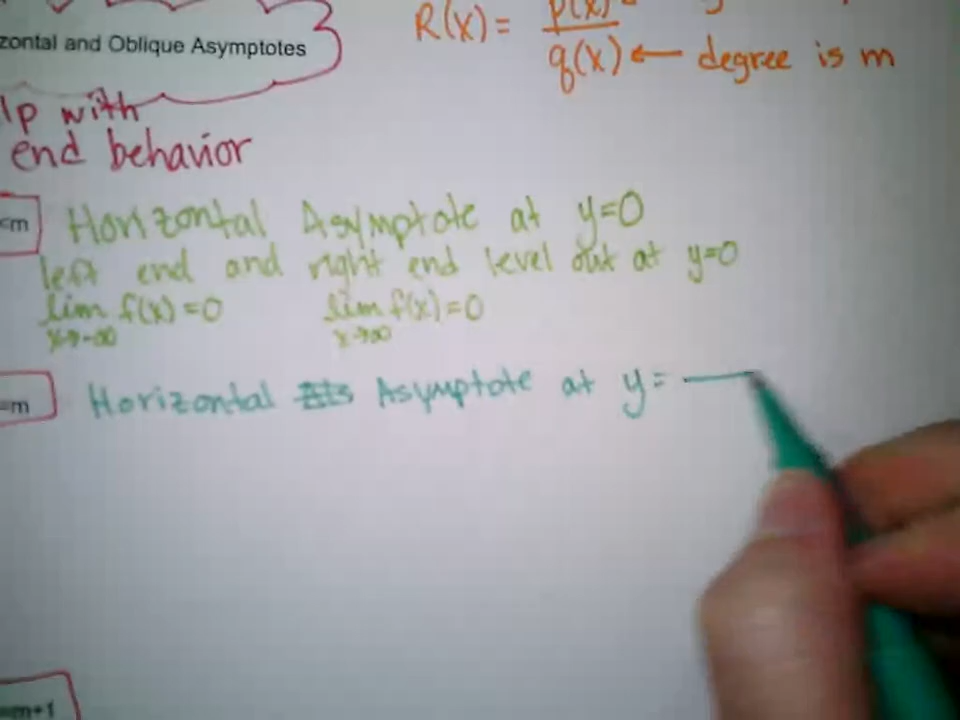 R(x) = p(x)
zontal and Oblique Asymptotes
q(x) ← degree is m
lp with
end behavior
<m Horizontal Asymptote at y=0
left end and right end level out at y=0
lim f(x) = 0 lim f(x) = 0
x→-∞ x→∞
=m Horizontal Asymptote at y=
=m+1